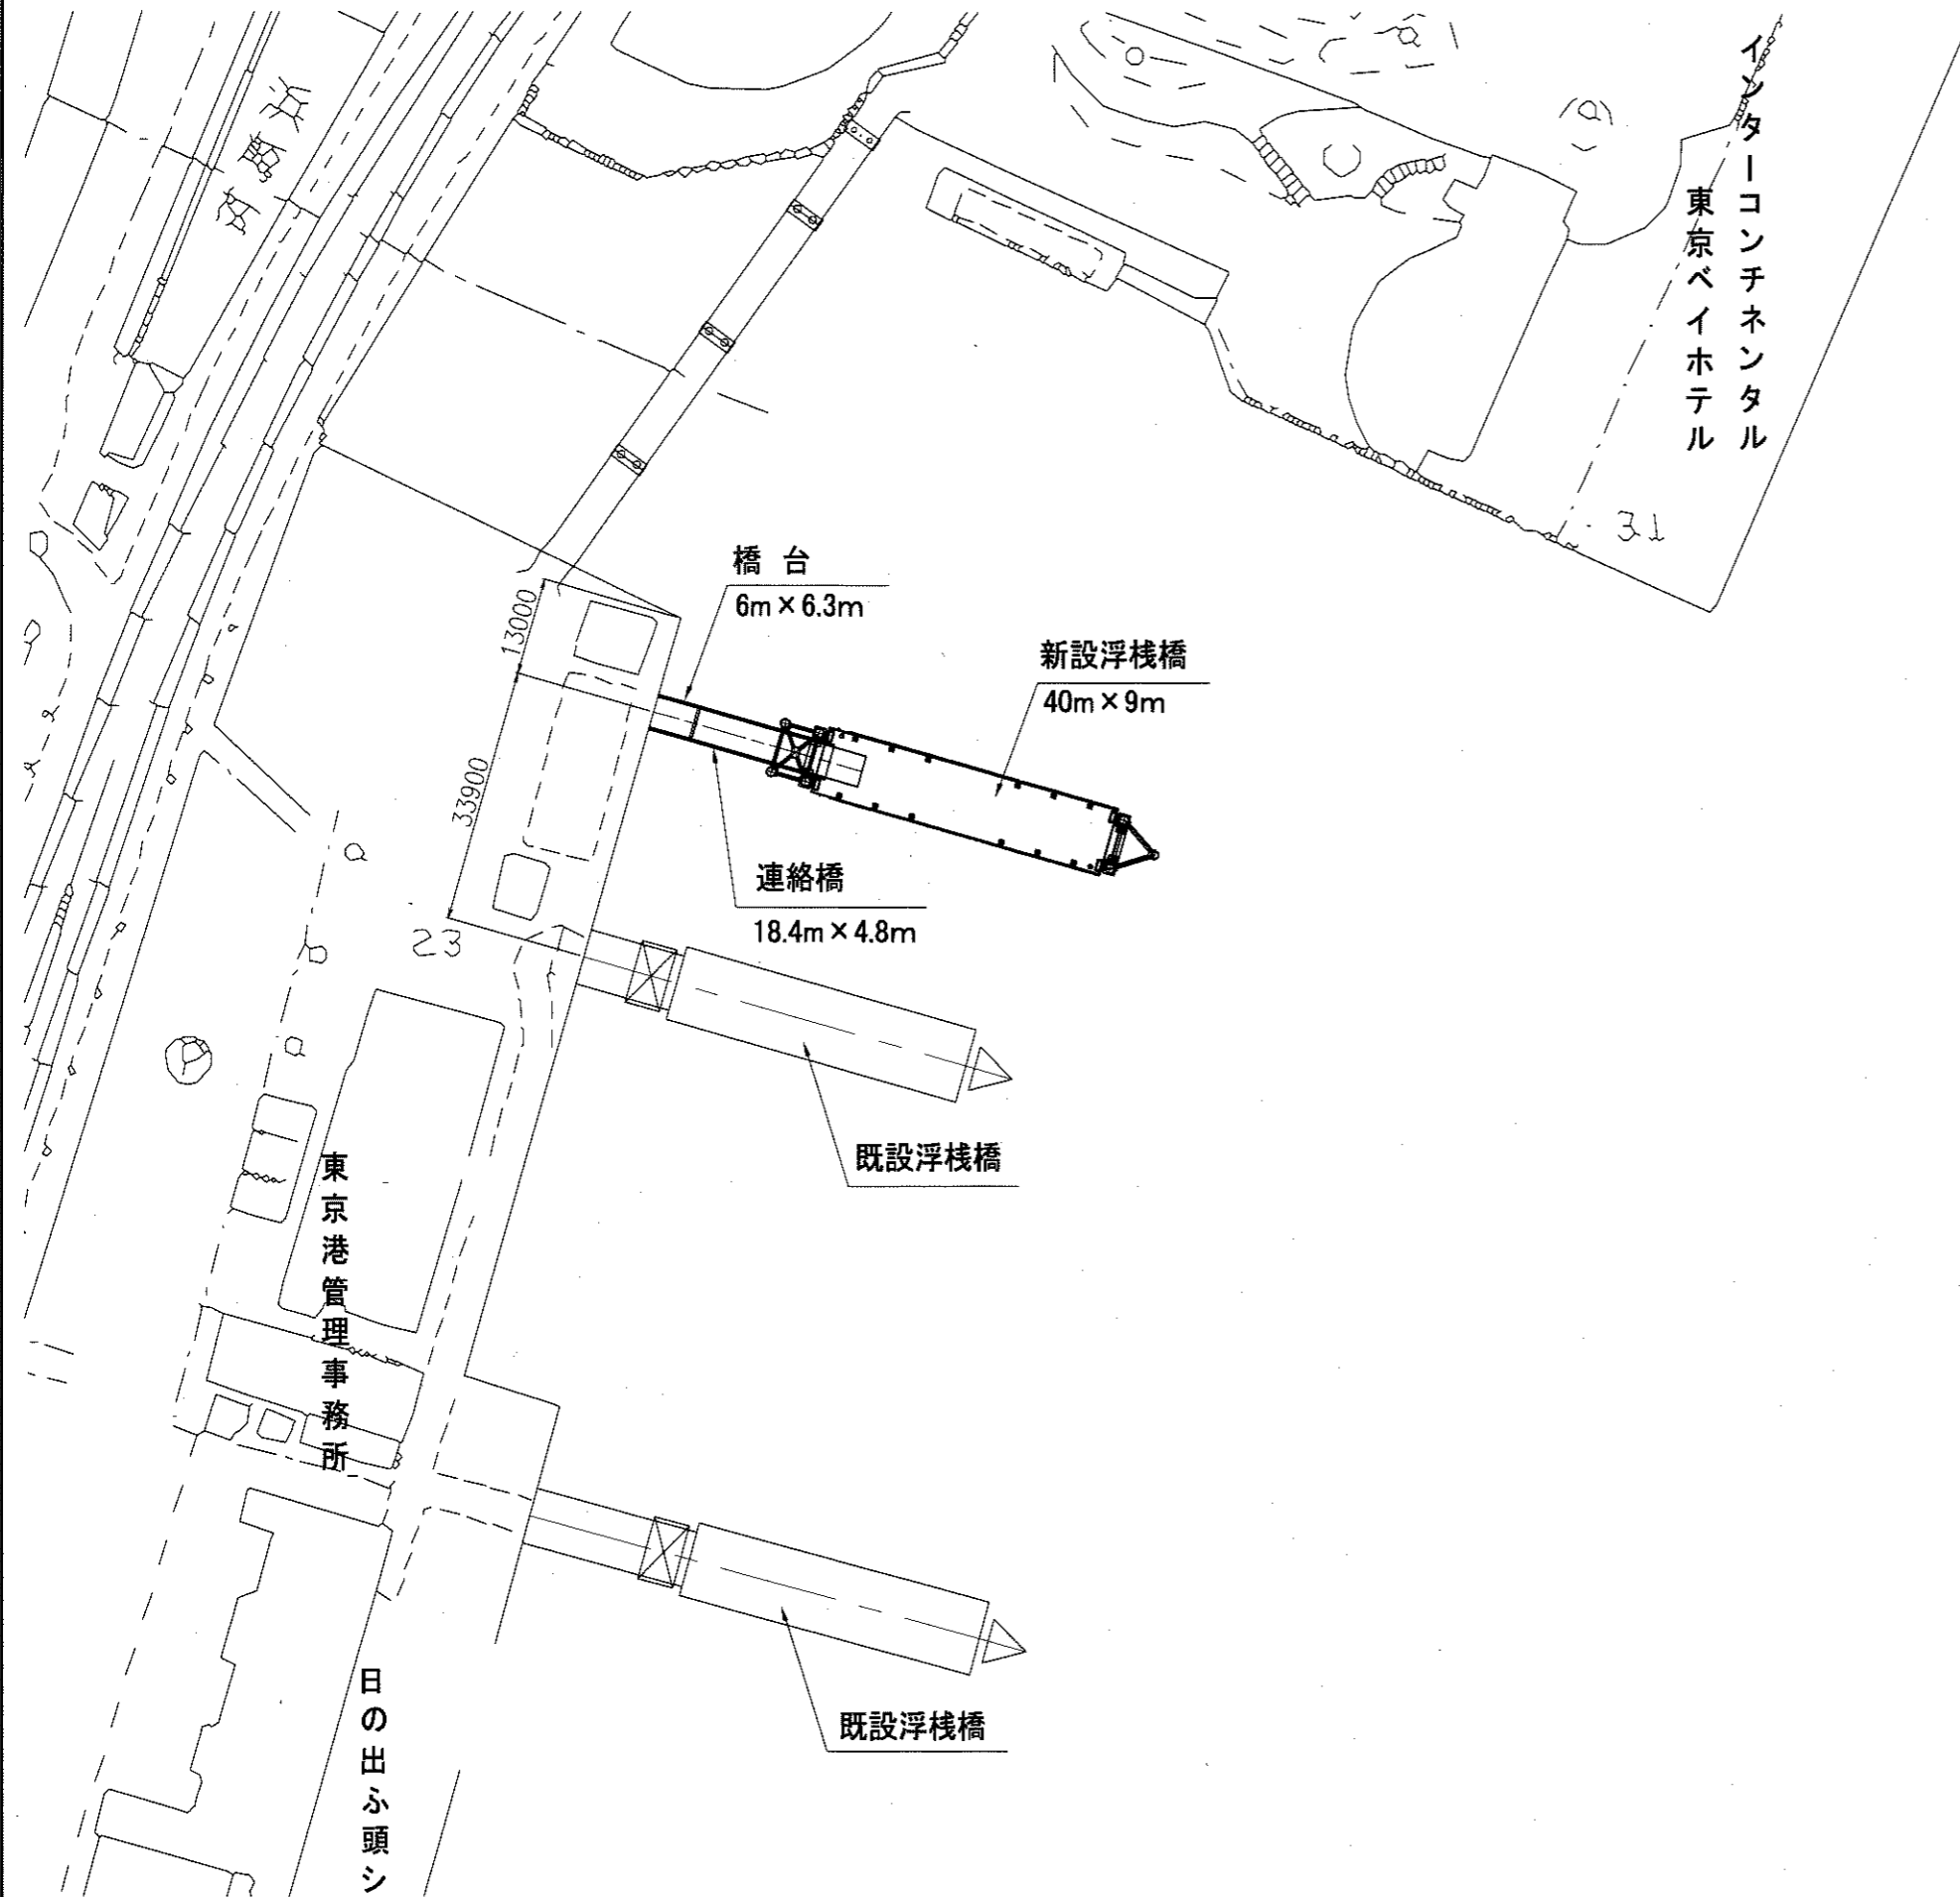 インターコンチネンタル
東京ベイホテル
31
橋台
6m×6.3m
13000
新設浮桟橋
40m×9m
33900
連絡橋
18.4m×4.8m
23
既設浮桟橋
東京港管理事務所
既設浮桟橋
日の出ふ頭シ